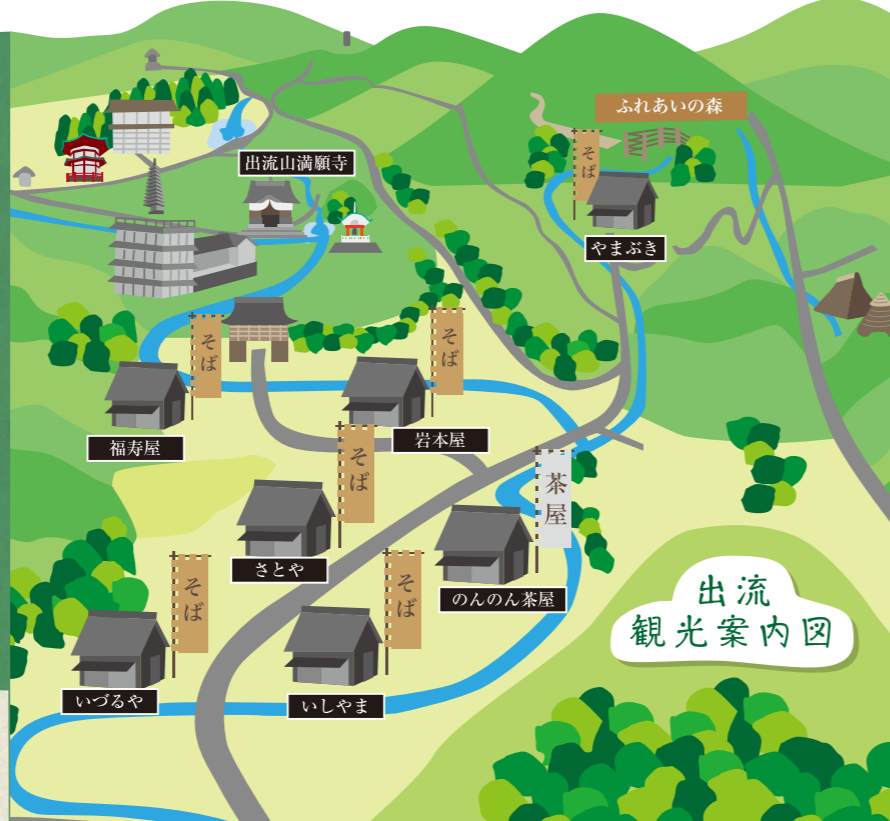 ふれあいの森
出流山満願寺
そば
やまぶき
そば
そば
福寿屋
岩本屋
そば
茶屋
さとや
のんのん茶屋
そば
そば
いづるや
いしやま
出流
観光案内図